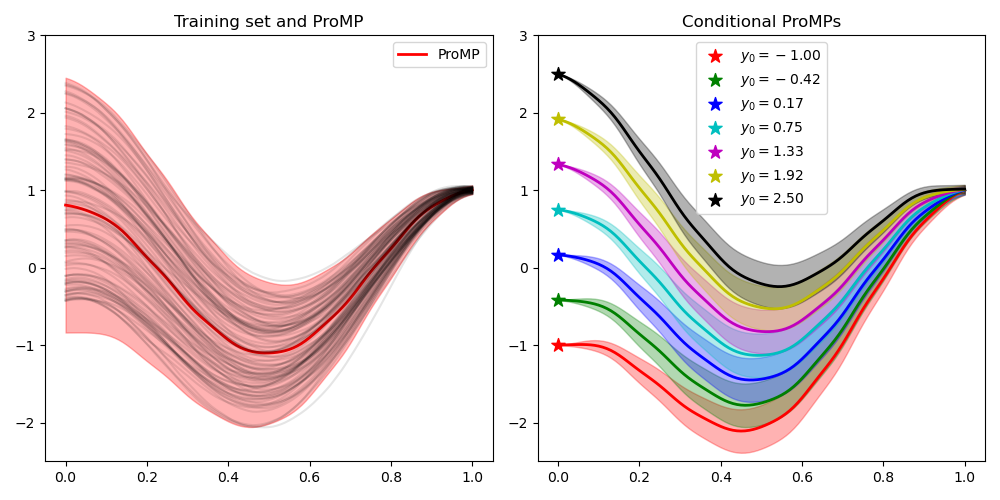 Training set and ProMP
3
2
1
0
−1
−2
0.0 0.2 0.4 0.6 0.8 1.0
ProMP
Conditional ProMPs
3
2
1
0
−1
−2
0.0 0.2 0.4 0.6 0.8 1.0
y₀ = −1.00
y₀ = −0.42
y₀ = 0.17
y₀ = 0.75
y₀ = 1.33
y₀ = 1.92
y₀ = 2.50